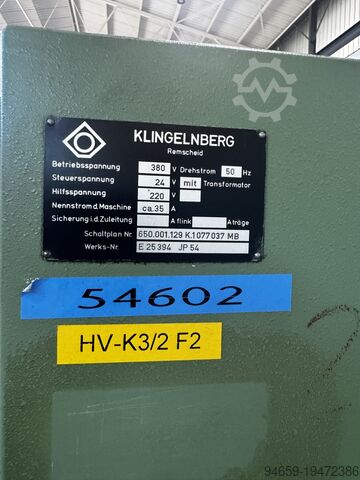 KLINGELNBERG
Remscheid
Betriebsspannung 380 V Drehstrom 50 Hz
Steuerspannung 24 V mit Transformator
Hilfsspannung 220 V
Nennstrom d. Maschine ca.35 A
Sicherung i.d. Zuleitung A flink A träge
Schaltplan Nr. 650.001.129 K.1077037 MB
Werks-Nr. E 25394 JP 54
54602
HV-K3/2 F2
94659-19472386